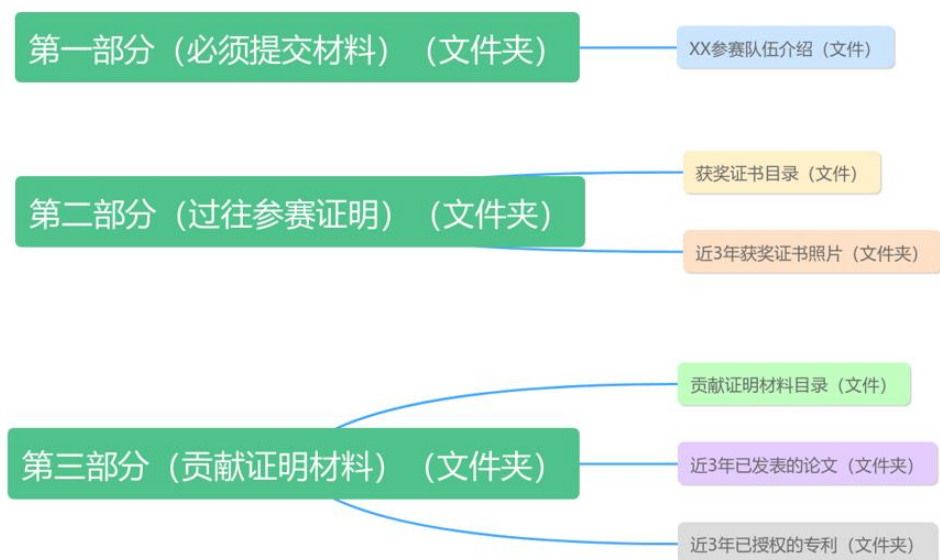 第一部分（必须提交材料）（文件夹）
XX参赛队伍介绍（文件）
第二部分（过往参赛证明）（文件夹）
获奖证书目录（文件）
近3年获奖证书照片（文件夹）
第三部分（贡献证明材料）（文件夹）
贡献证明材料目录（文件）
近3年已发表的论文（文件夹）
近3年已授权的专利（文件夹）